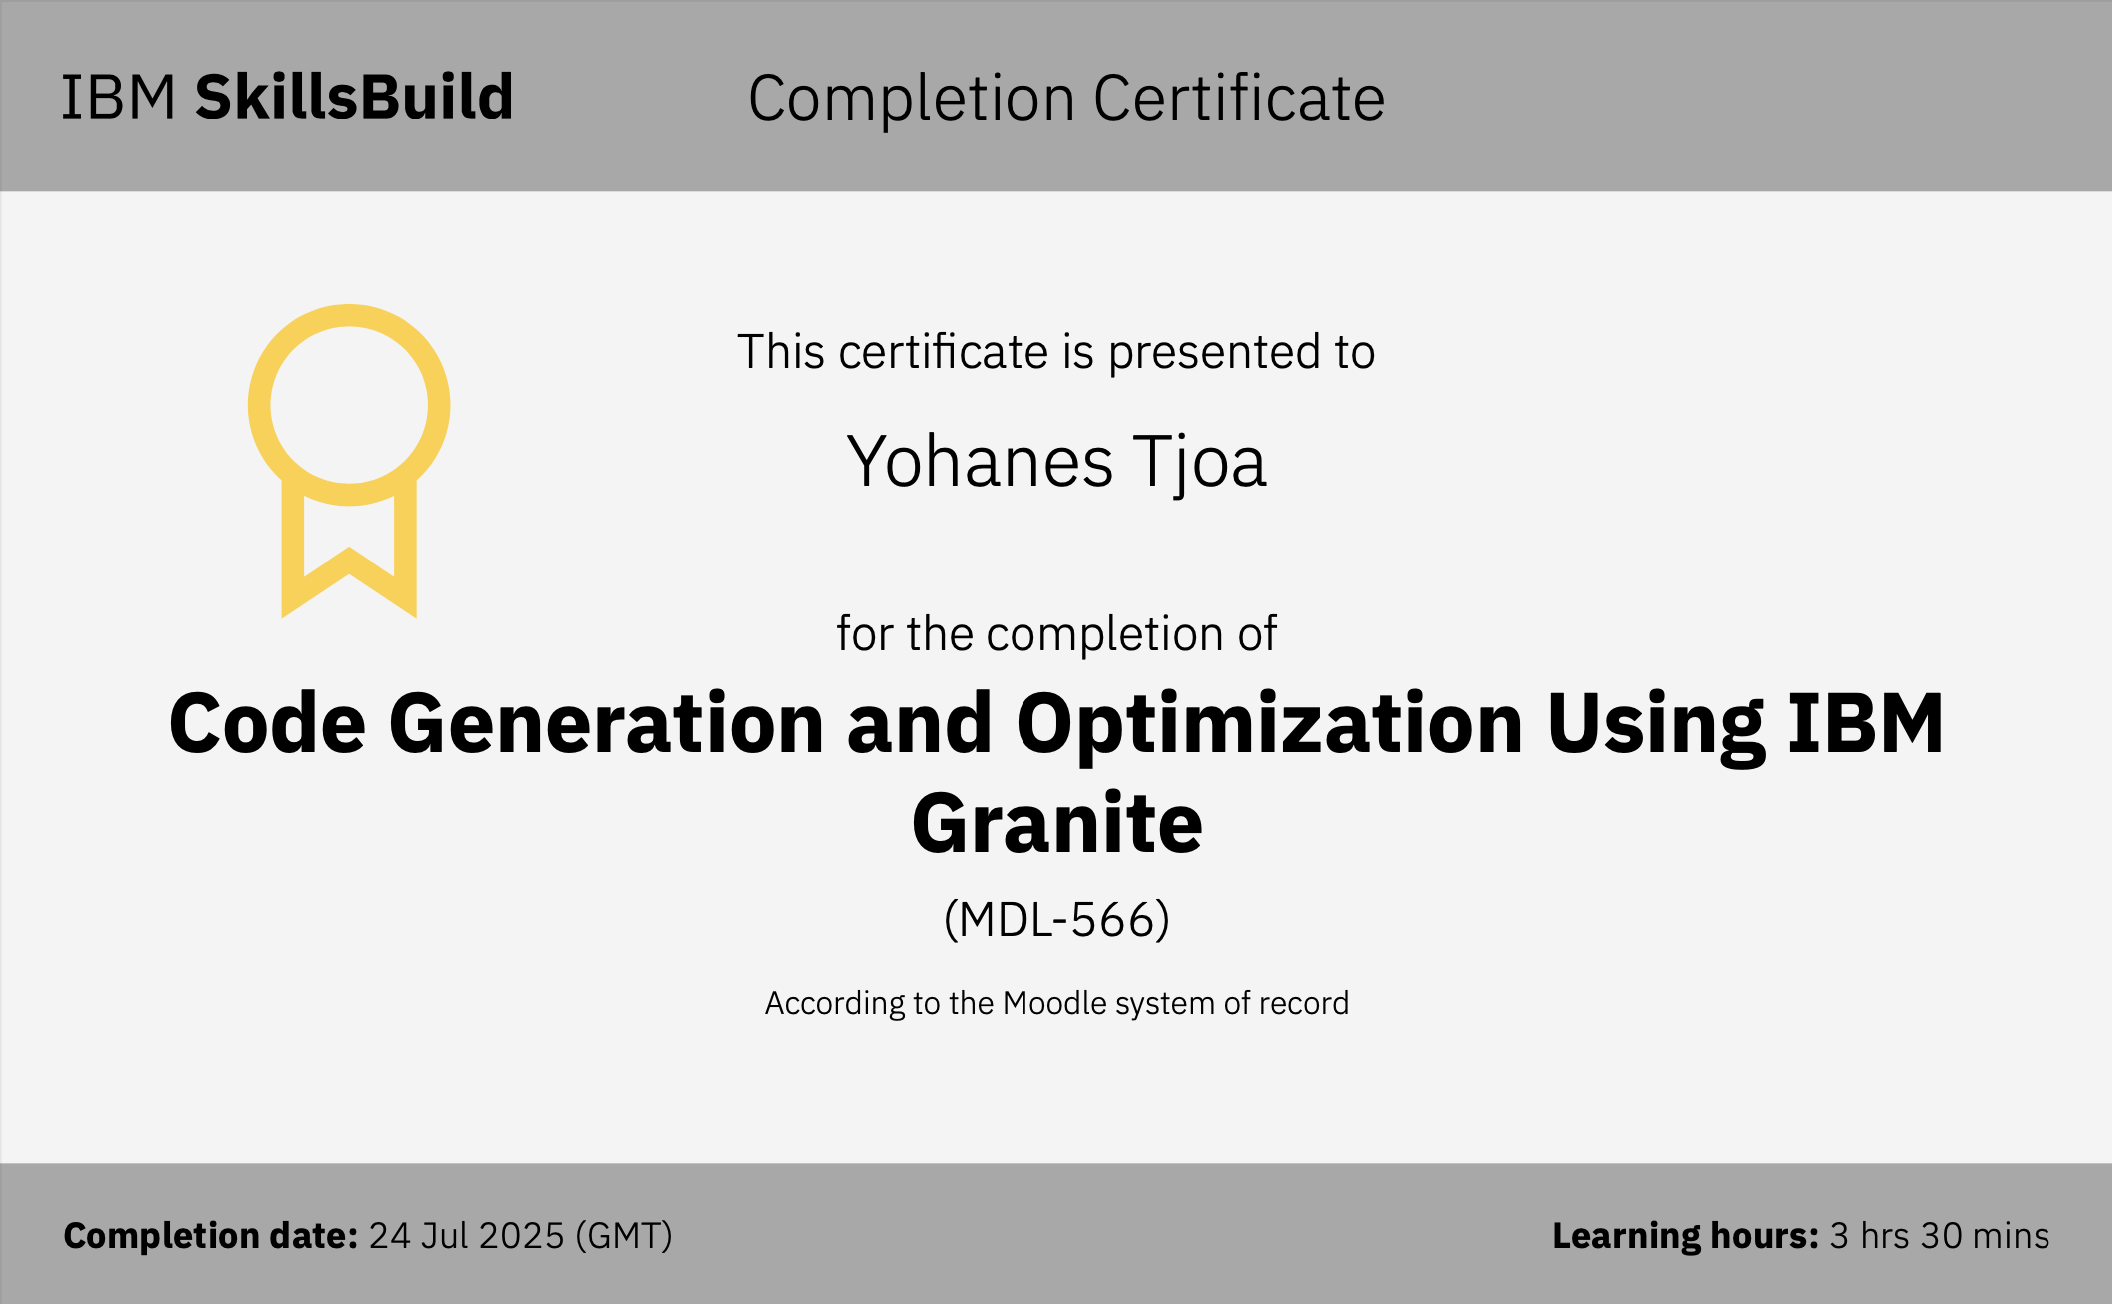 IBM SkillsBuild
Completion Certificate
This certificate is presented to
Yohanes Tjoa
for the completion of
Code Generation and Optimization Using IBM
Granite
(MDL-566)
According to the Moodle system of record
Completion date: 24 Jul 2025 (GMT)
Learning hours: 3 hrs 30 mins